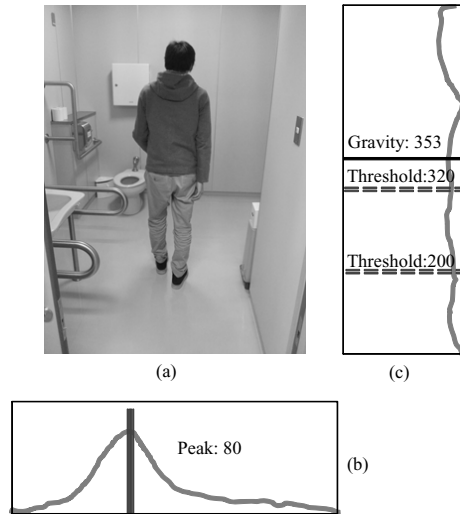 Gravity: 353
Threshold:320
Threshold:200
(a)
(c)
Peak: 80
(b)